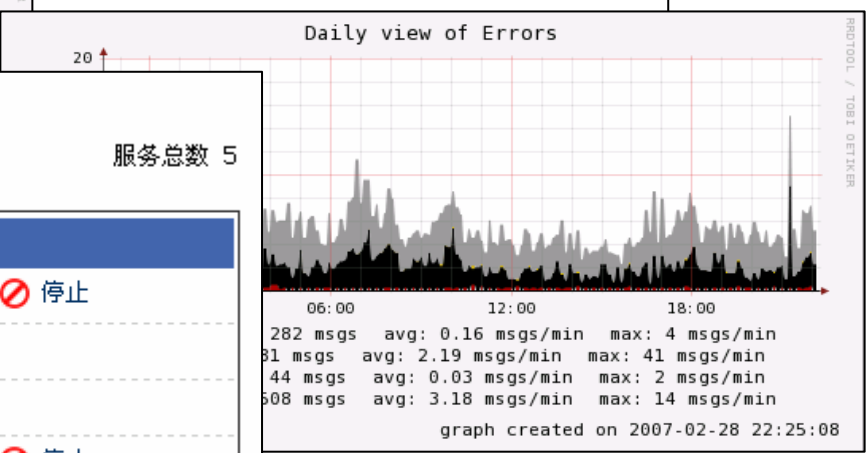 Daily view of Errors
RRDTOOL / TOBI OETIKER
20
服务总数 5
停止
06:00 12:00 18:00
282 msgs avg: 0.16 msgs/min max: 4 msgs/min
31 msgs avg: 2.19 msgs/min max: 41 msgs/min
44 msgs avg: 0.03 msgs/min max: 2 msgs/min
508 msgs avg: 3.18 msgs/min max: 14 msgs/min
graph created on 2007-02-28 22:25:08